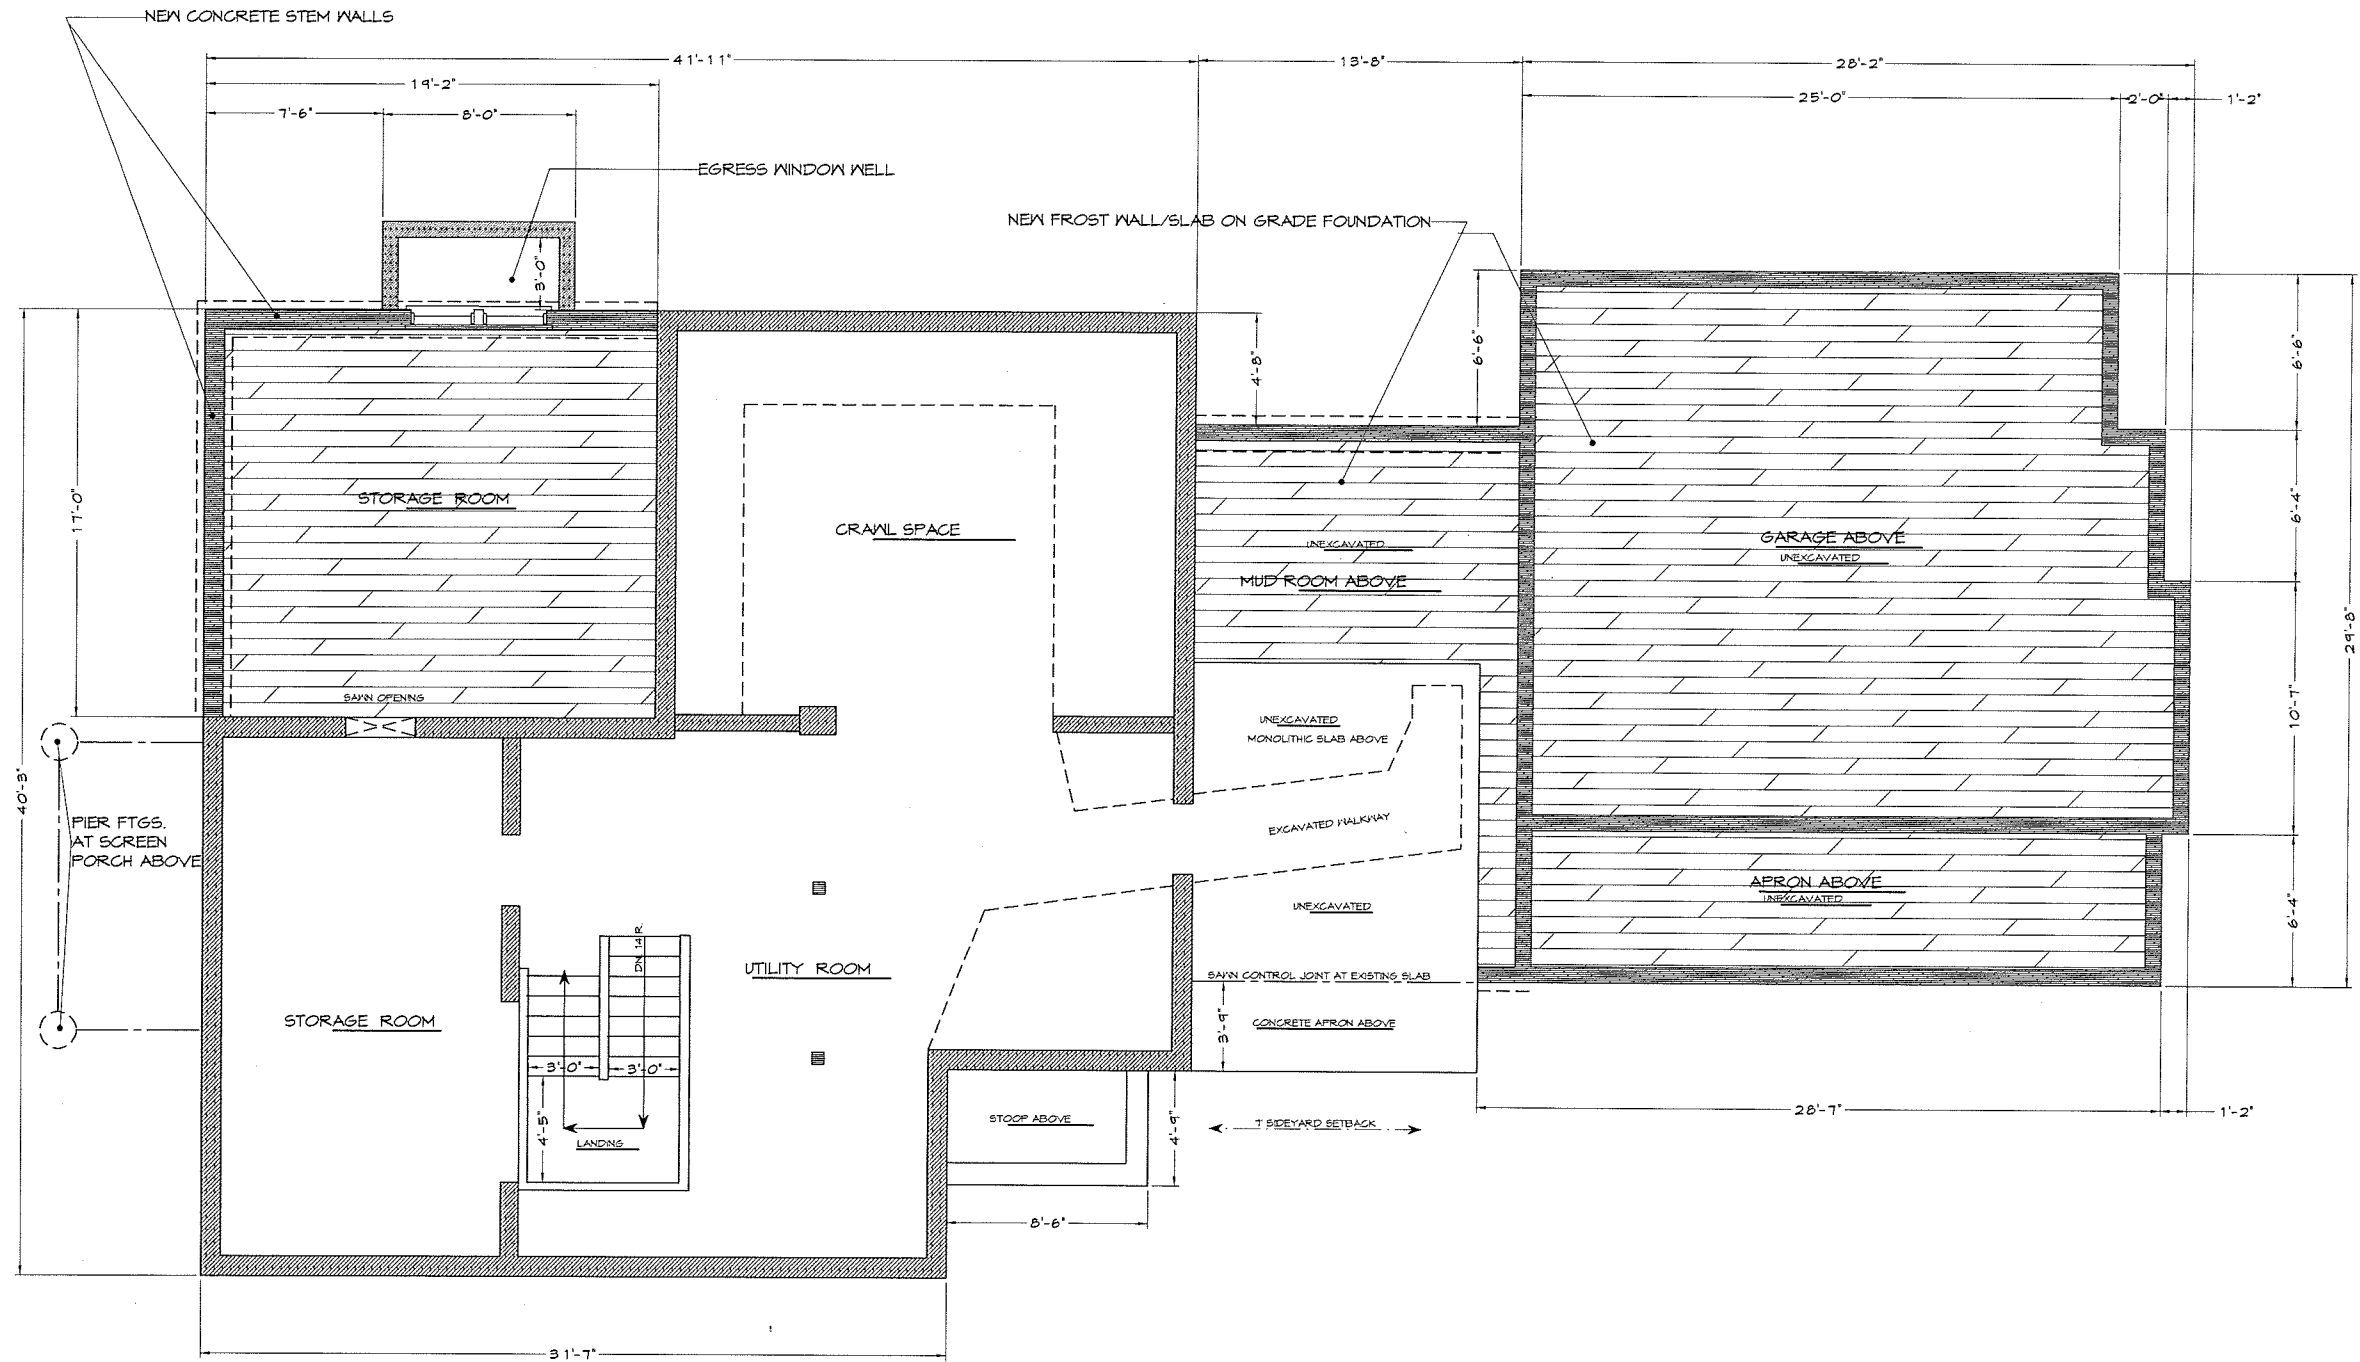 NEW CONCRETE STEM WALLS
41'-11"
13'-8"
28'-2"
19'-2"
25'-0"
2'-0"
1'-2"
7'-6"
8'-0"
EGRESS WINDOW WELL
NEW FROST WALL/SLAB ON GRADE FOUNDATION
3'-0"
4'-8"
6'-6"
6'-6"
17'-0"
STORAGE ROOM
CRAWL SPACE
UNEXCAVATED
MUD ROOM ABOVE
GARAGE ABOVE
UNEXCAVATED
6'-4"
29'-8"
SAWN OPENING
UNEXCAVATED
MONOLITHIC SLAB ABOVE
10'-7"
40'-3"
PIER FTGS.
AT SCREEN
PORCH ABOVE
EXCAVATED WALKWAY
APRON ABOVE
UNEXCAVATED
UNEXCAVATED
6'-4"
DN. 14 R.
UTILITY ROOM
SAWN CONTROL JOINT AT EXISTING SLAB
STORAGE ROOM
3'-9"
CONCRETE APRON ABOVE
3'-0"
3'-0"
4'-5"
LANDING
STOOP ABOVE
4'-9"
7' SIDEYARD SETBACK
28'-7"
1'-2"
8'-6"
31'-7"